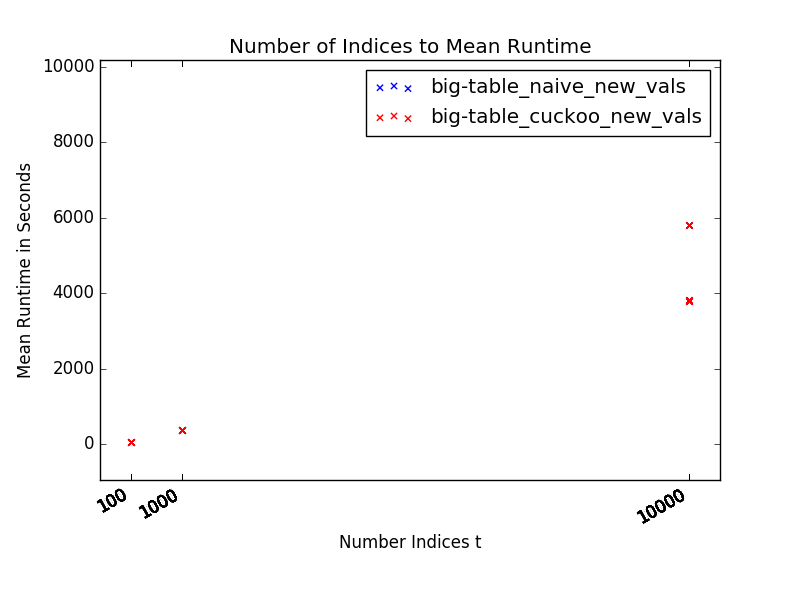 Number of Indices to Mean Runtime
big-table_naive_new_vals
big-table_cuckoo_new_vals
Mean Runtime in Seconds
10000
8000
6000
4000
2000
0
100
1000
10000
Number Indices t